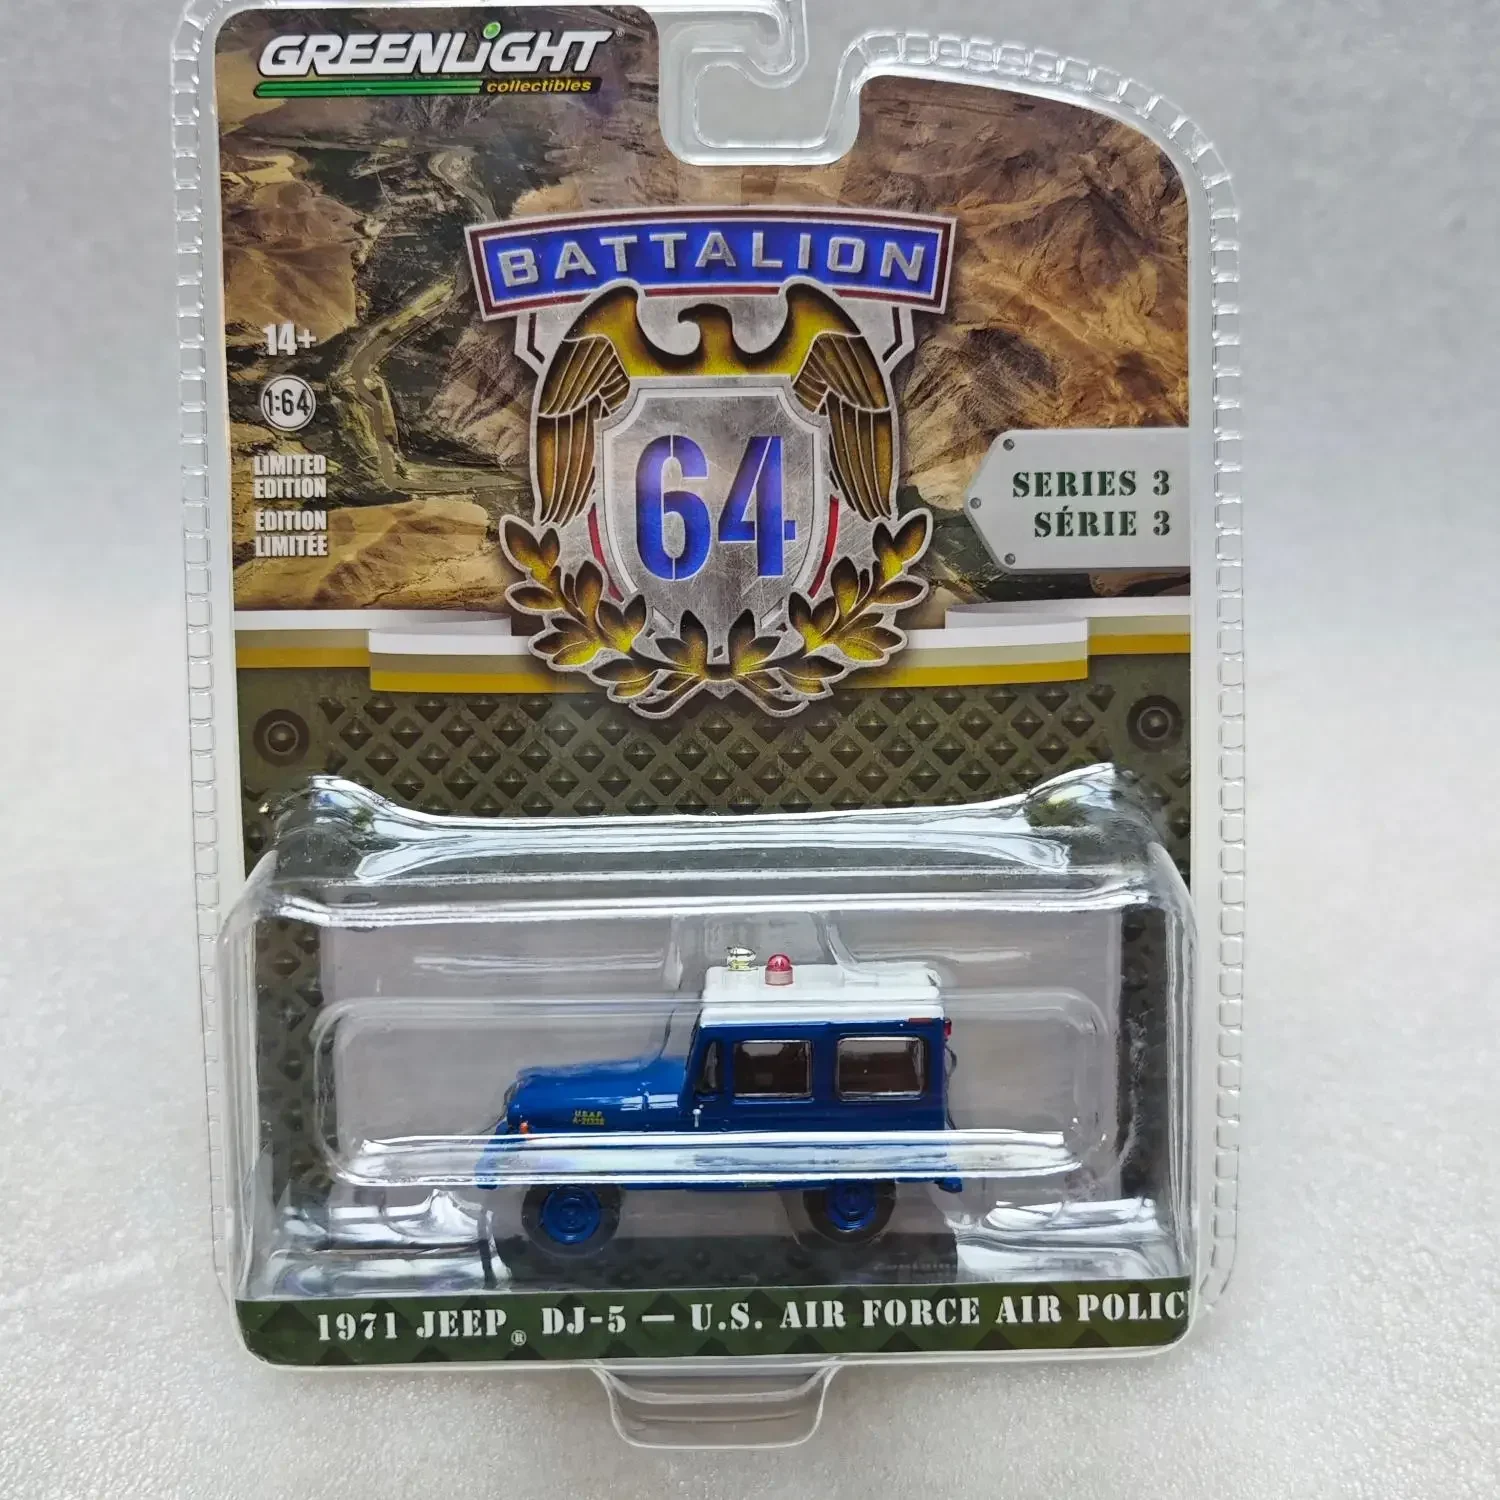 GREENLiGHT®
collectibles
BATTALION
64
14+
1:64
LIMITED
EDITION
EDITION
LIMITÉE
SERIES 3
SÉRIE 3
U.S.A.F.
1971 JEEP® DJ-5 — U.S. AIR FORCE AIR POLIC